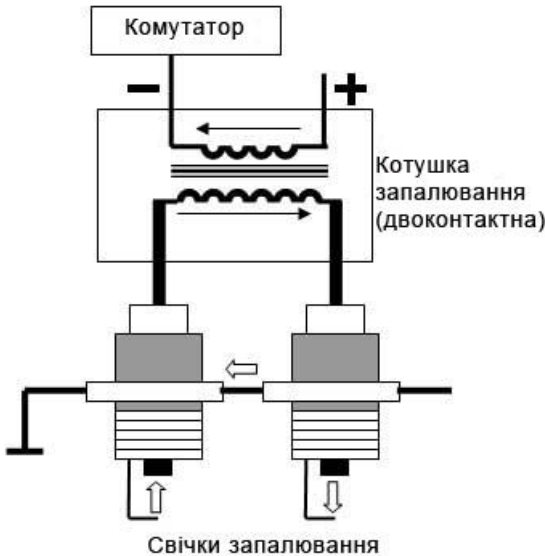 Комутатор
− +
Котушка
запалювання
(двоконтактна)
Свічки запалювання